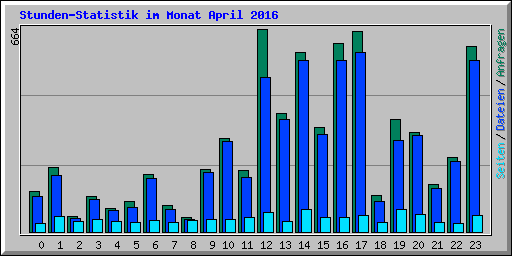 Stunden-Statistik im Monat April 2016
664
Seiten / Dateien / Anfragen
0 1 2 3 4 5 6 7 8 9 10 11 12 13 14 15 16 17 18 19 20 21 22 23